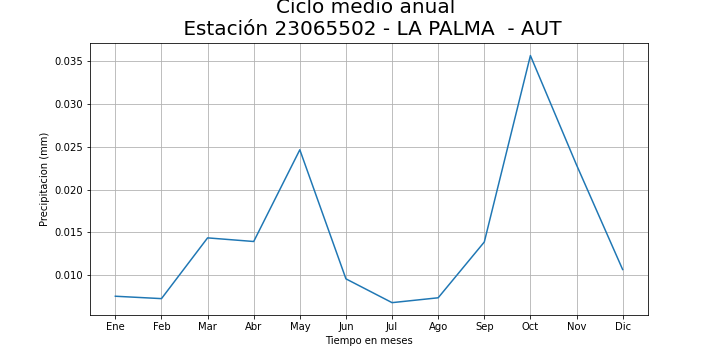 Ciclo medio anual
Estación 23065502 - LA PALMA  - AUT
0.035
0.030
0.025
0.020
0.015
0.010
Precipitacion (mm)
Ene Feb Mar Abr May Jun Jul Ago Sep Oct Nov Dic
Tiempo en meses